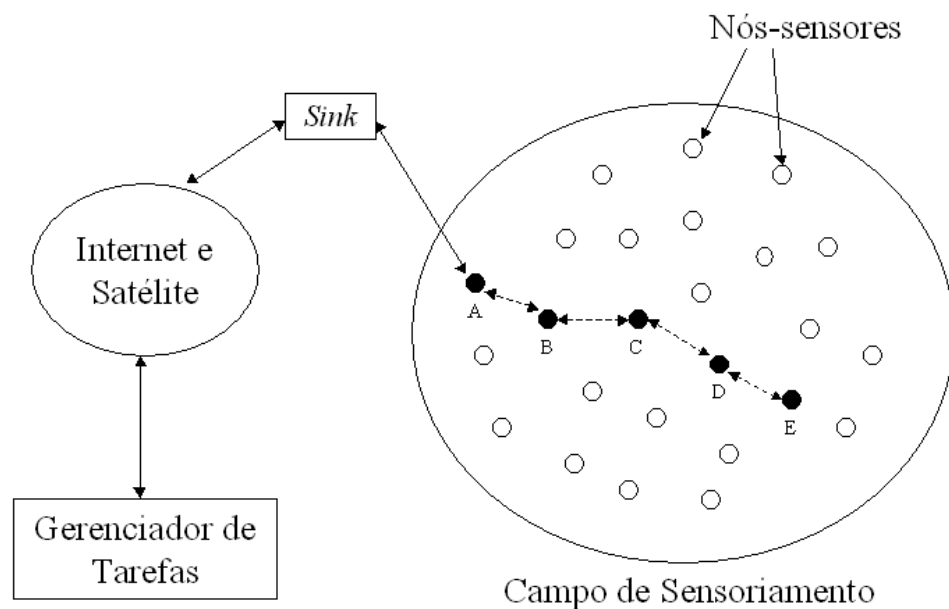 Nós-sensores
Sink
Internet e
Satélite
A
B
C
D
E
Gerenciador de
Tarefas
Campo de Sensoriamento